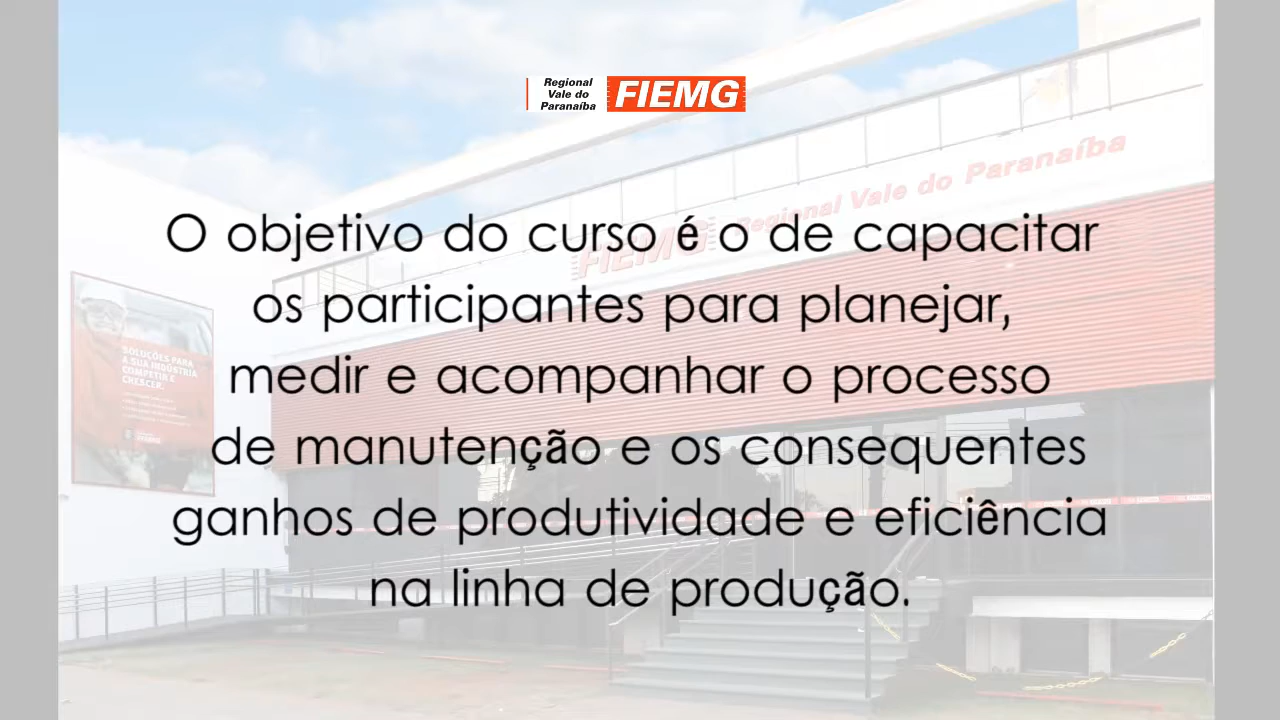 Regional
Vale do
Paranaíba
FIEMG
Regional Vale do Paranaíba
FIEMG
O objetivo do curso é o de capacitar
os participantes para planejar,
medir e acompanhar o processo
de manutenção e os consequentes
ganhos de produtividade e eficiência
na linha de produção.
SOLUÇÕES PARA
A SUA INDÚSTRIA
COMPETIR E
CRESCER.